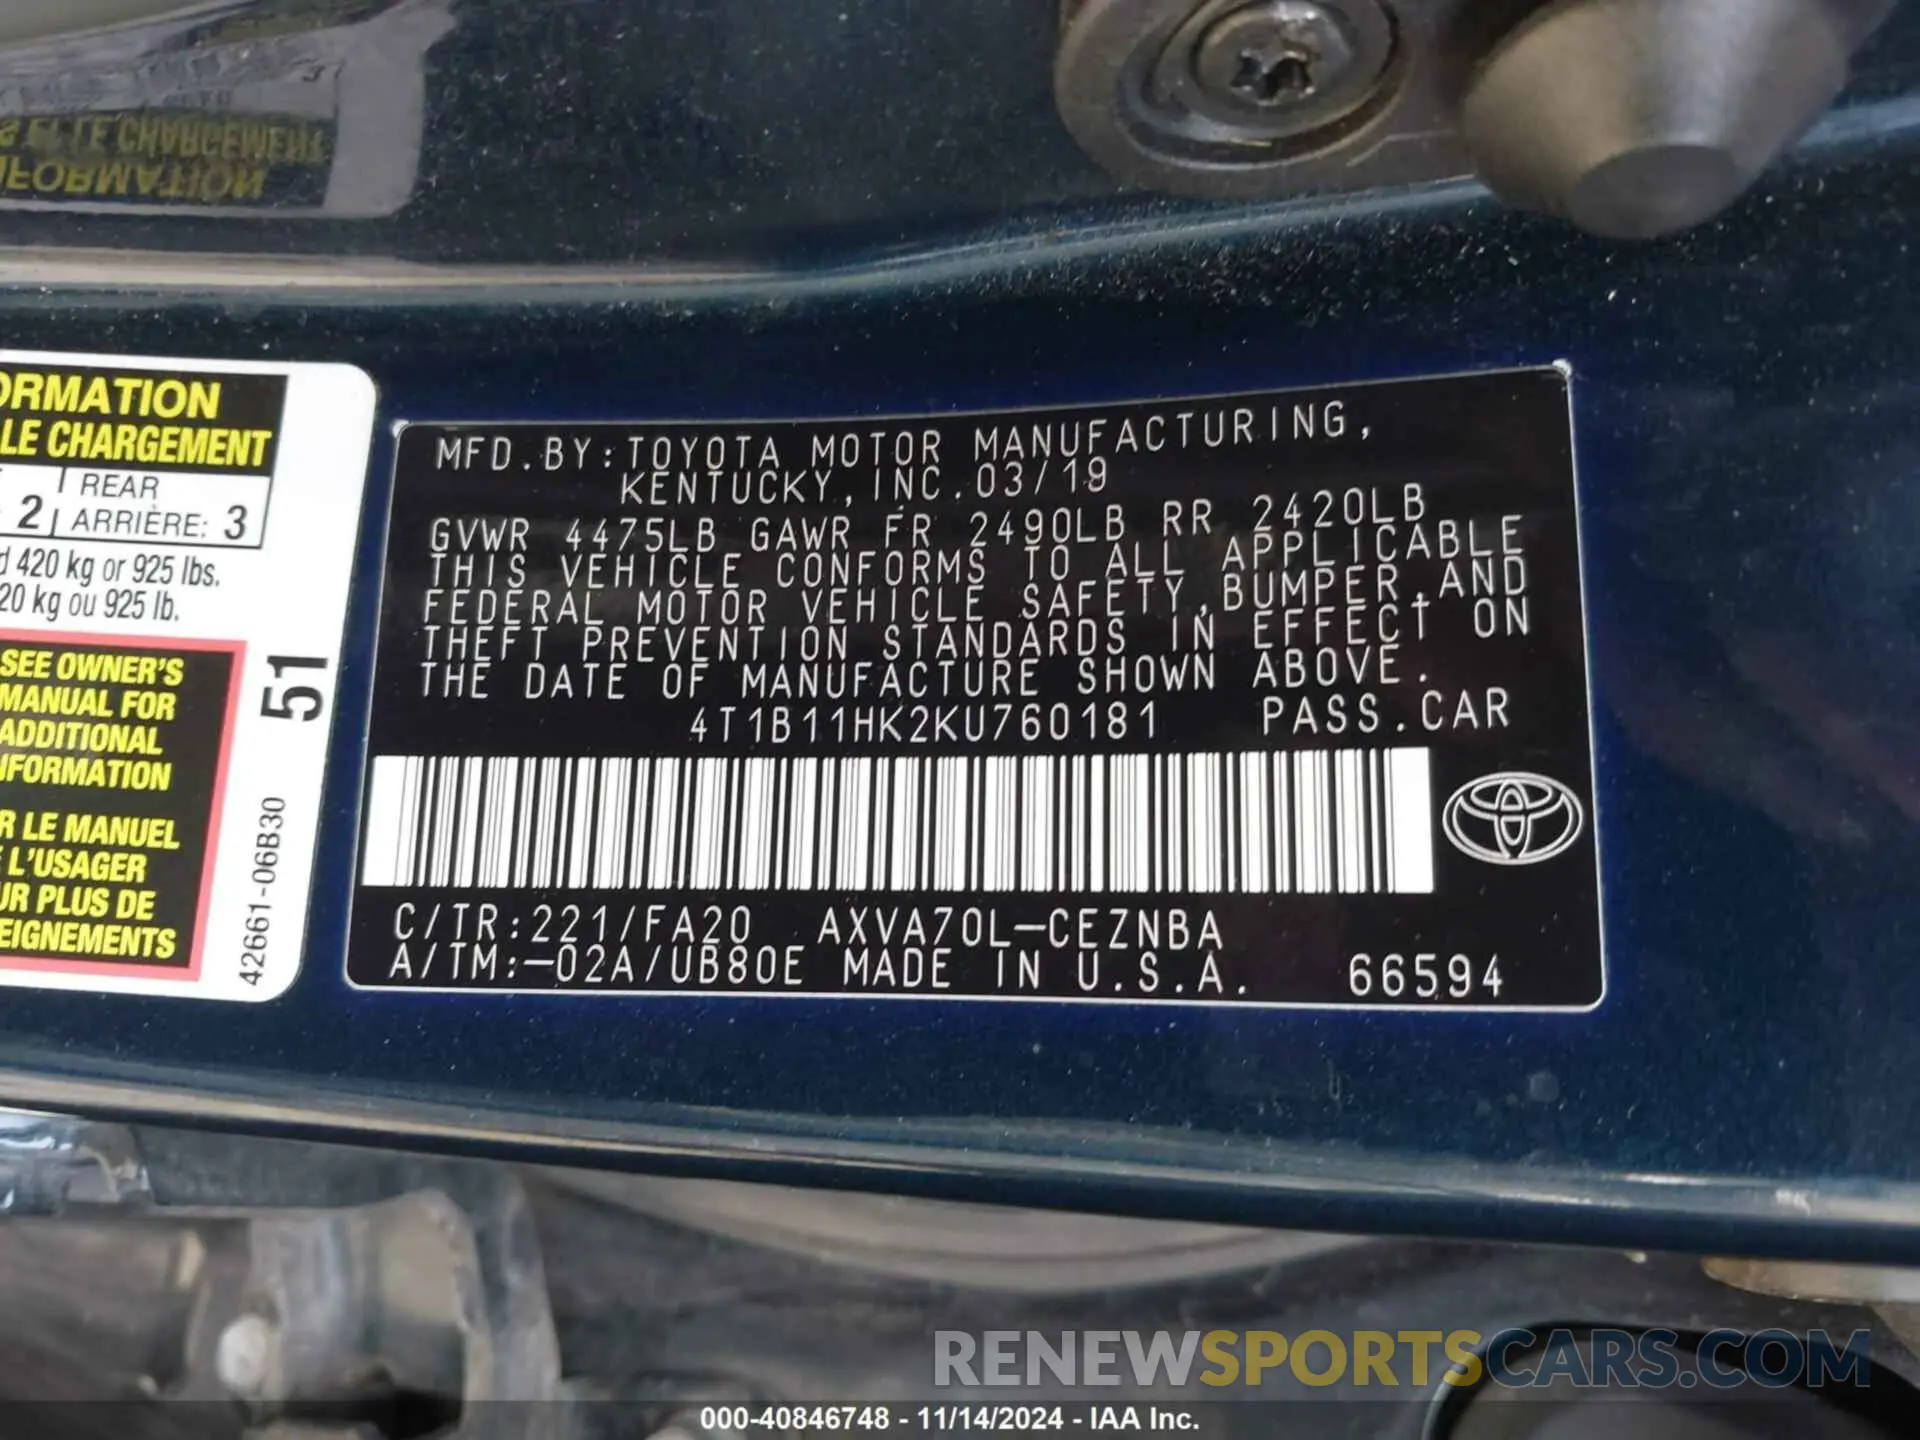 S ET LE CHARGEMENT
NFORMATION
ORMATION
LE CHARGEMENT
REAR
2 ARRIÈRE: 3
d 420 kg or 925 lbs.
20 kg ou 925 lb.
SEE OWNER'S
MANUAL FOR
ADDITIONAL
NFORMATION
R LE MANUEL
E L'USAGER
UR PLUS DE
EIGNEMENTS
51
42661-06B30
MFD.BY:TOYOTA MOTOR MANUFACTURING,
KENTUCKY,INC.03/19
GVWR 4475LB GAWR FR 2490LB RR 2420LB
THIS VEHICLE CONFORMS TO ALL APPLICABLE
FEDERAL MOTOR VEHICLE SAFETY,BUMPER,AND
THEFT PREVENTION STANDARDS IN EFFECT ON
THE DATE OF MANUFACTURE SHOWN ABOVE.
4T1B11HK2KU760181 PASS.CAR
C/TR:221/FA20 AXVA70L-CEZNBA
A/TM:-02A/UB80E MADE IN U.S.A. 66594
RENEWSPORTSCARS.COM
000-40846748 - 11/14/2024 - IAA Inc.